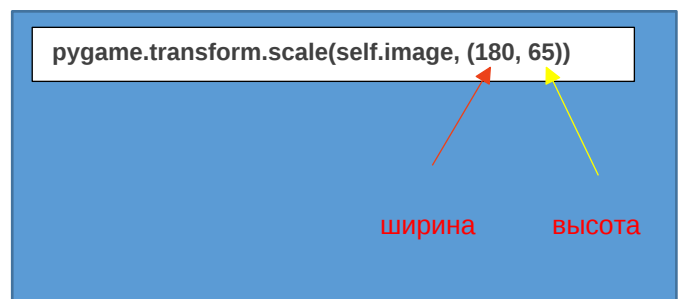 pygame.transform.scale(self.image, (180, 65))
ширина высота